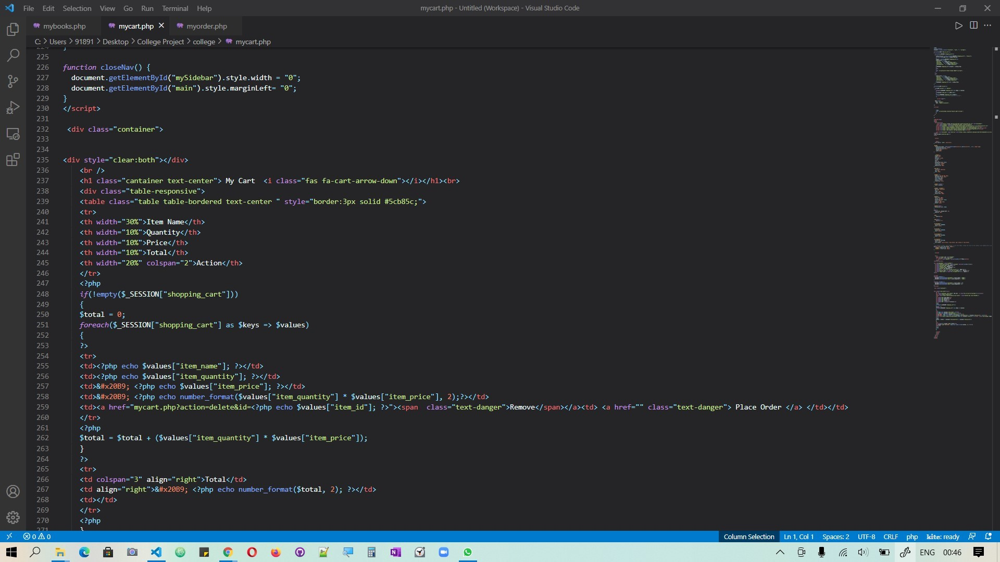 File Edit Selection View Go Run Terminal Help
mycart.php - Untitled (Workspace) - Visual Studio Code
mybooks.php mycart.php myorder.php
C: > Users > 91891 > Desktop > College Project > college > mycart.php
224 }
225
226 function closeNav() {
227 document.getElementById("mySidebar").style.width = "0";
228 document.getElementById("main").style.marginLeft= "0";
229 }
230 </script>
231
232 <div class="container">
233
234
235 <div style="clear:both"></div>
236 <br />
237 <h1 class="cantainer text-center"> My Cart  <i class="fas fa-cart-arrow-down"></i></h1><br>
238 <div class="table-responsive">
239 <table class="table table-bordered text-center " style="border:3px solid #5cb85c;">
240 <tr>
241 <th width="30%">Item Name</th>
242 <th width="10%">Quantity</th>
243 <th width="10%">Price</th>
244 <th width="10%">Total</th>
245 <th width="20%" colspan="2">Action</th>
246 </tr>
247 <?php
248 if(!empty($_SESSION["shopping_cart"]))
249 {
250 $total = 0;
251 foreach($_SESSION["shopping_cart"] as $keys => $values)
252 {
253 ?>
254 <tr>
255 <td><?php echo $values["item_name"]; ?></td>
256 <td><?php echo $values["item_quantity"]; ?></td>
257 <td>&#x20B9; <?php echo $values["item_price"]; ?></td>
258 <td>&#x20B9; <?php echo number_format($values["item_quantity"] * $values["item_price"], 2);?></td>
259 <td><a href="mycart.php?action=delete&id=<?php echo $values["item_id"]; ?>"><span  class="text-danger">Remove</span></a><td> <a href="" class="text-danger"> Place Order </a> </td></td>
260 </tr>
261 <?php
262 $total = $total + ($values["item_quantity"] * $values["item_price"]);
263 }
264 ?>
265 <tr>
266 <td colspan="3" align="right">Total</td>
267 <td align="right">&#x20B9; <?php echo number_format($total, 2); ?></td>
268 <td></td>
269 </tr>
270 <?php
271 }
0 0 Column Selection Ln 1, Col 1 Spaces: 2 UTF-8 CRLF php kite: ready
ENG 00:46